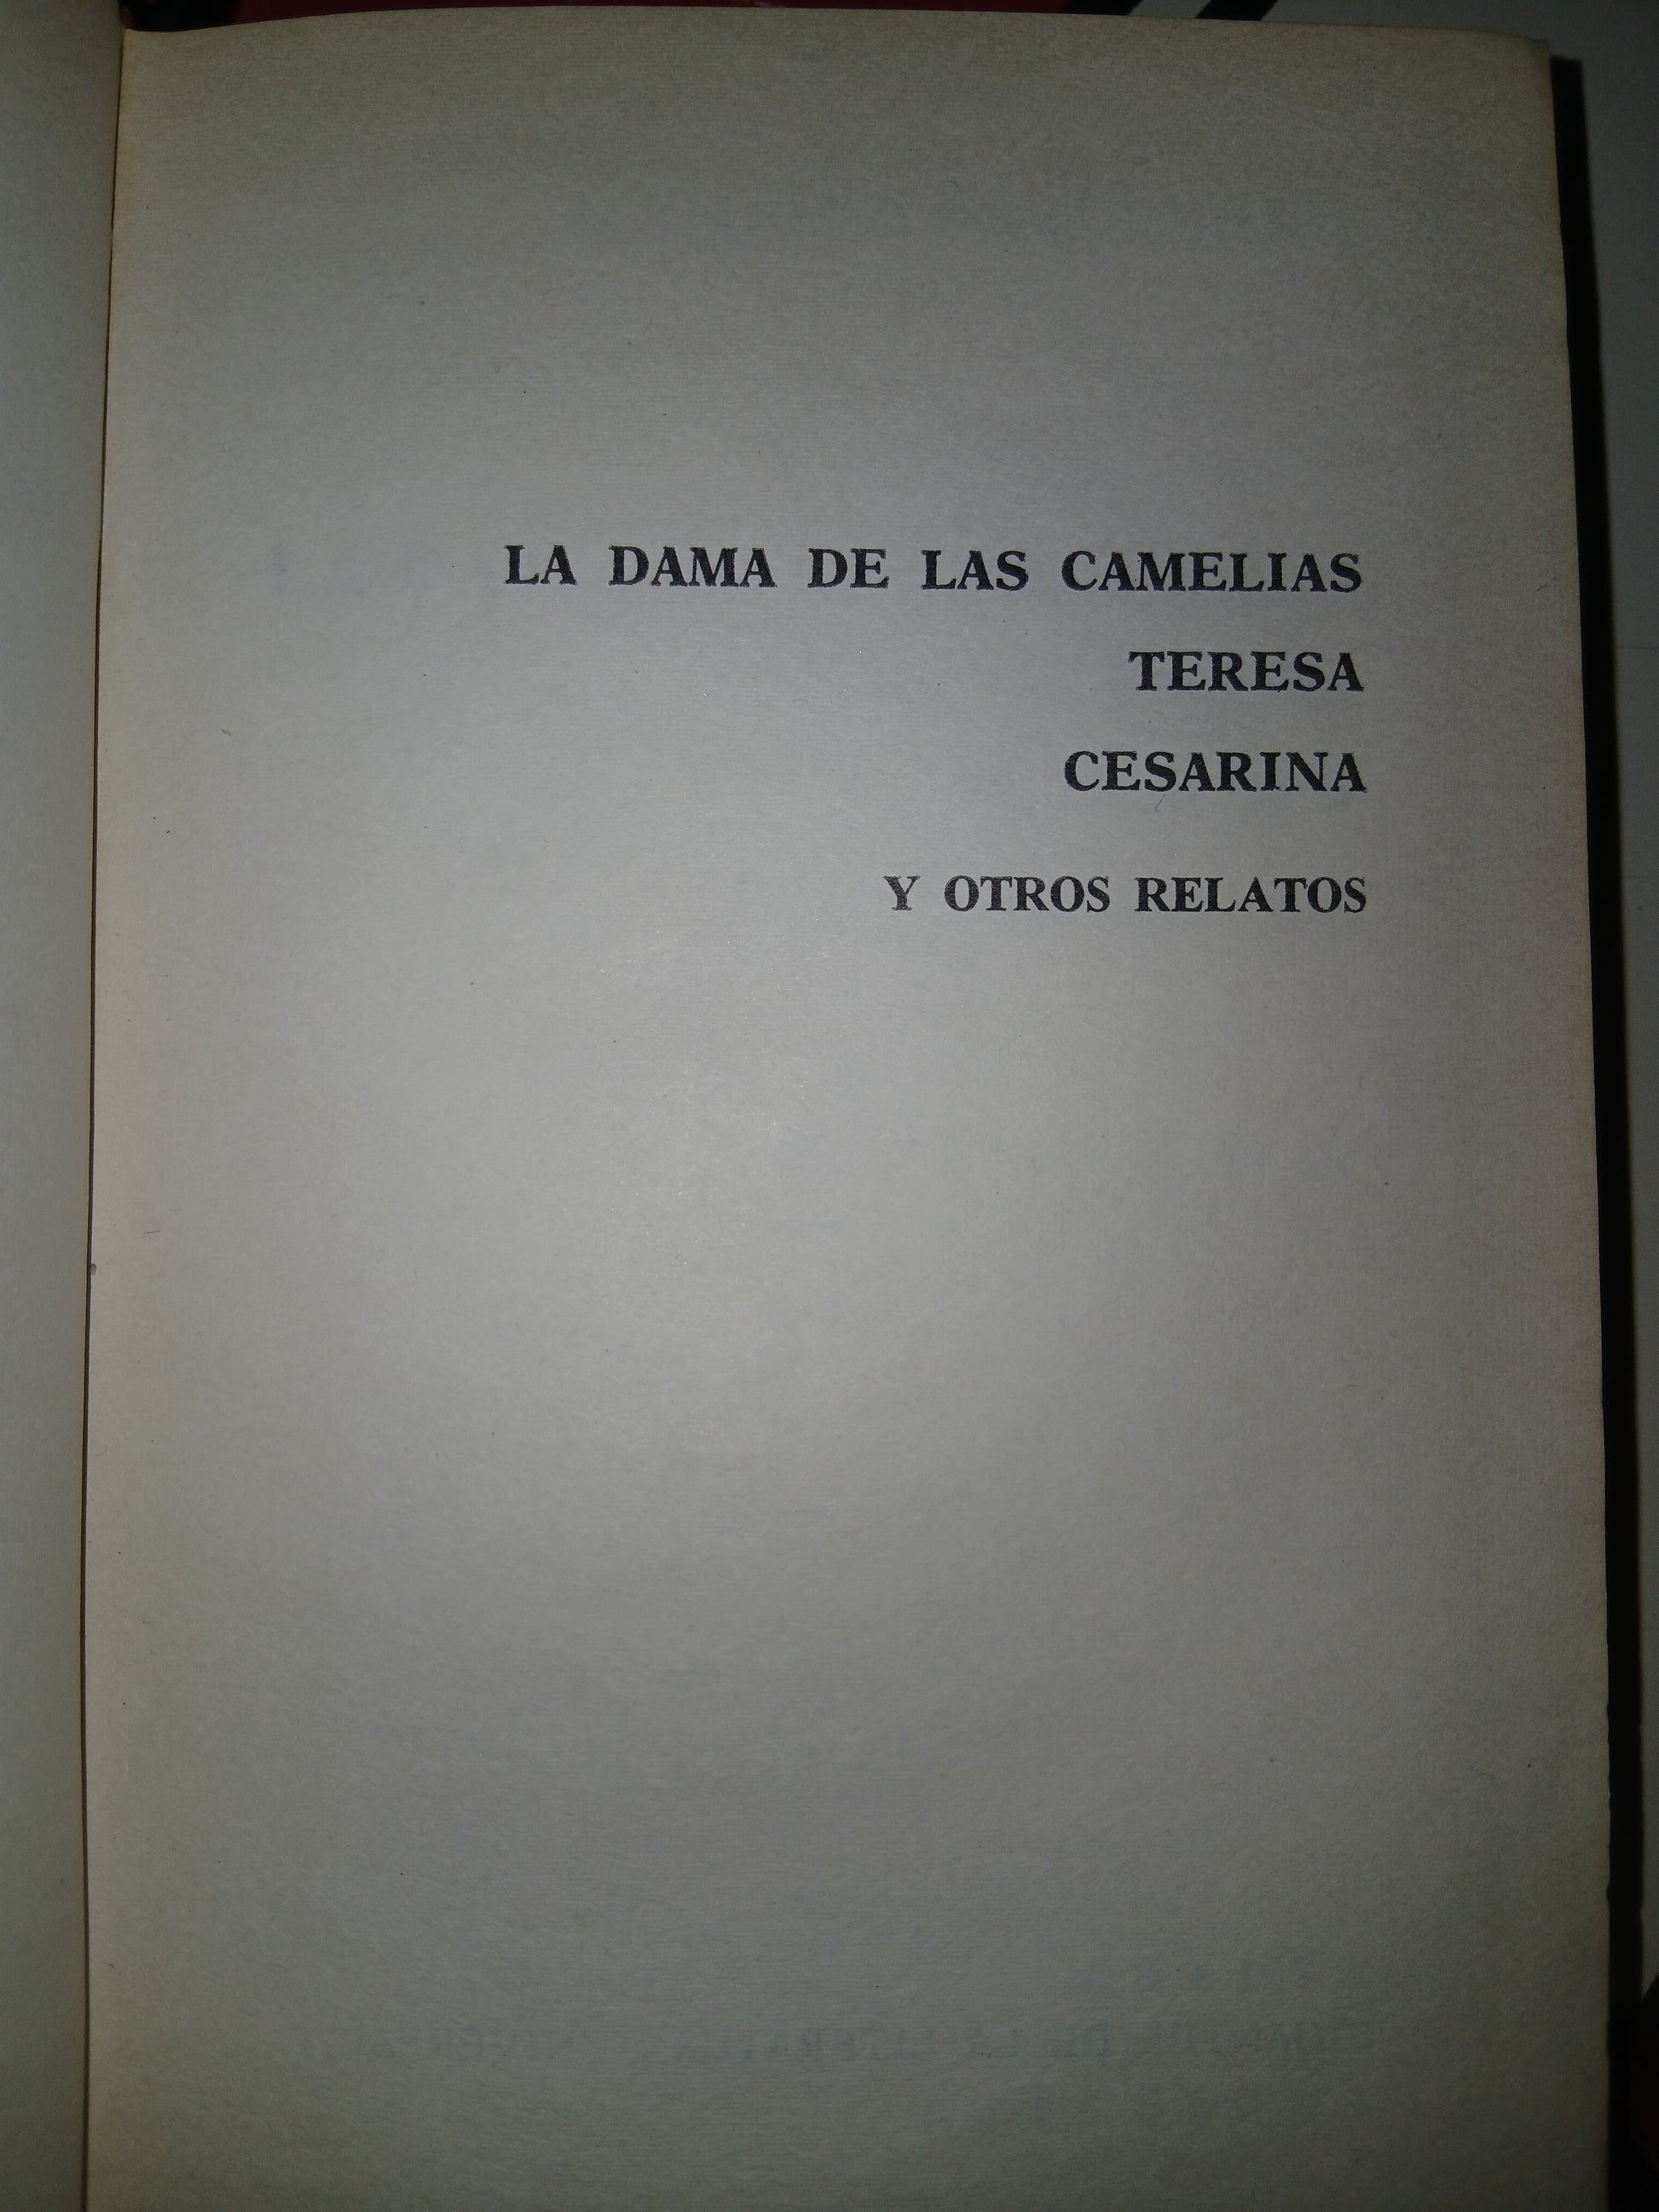 LA DAMA DE LAS CAMELIAS
TERESA
CESARINA
Y OTROS RELATOS